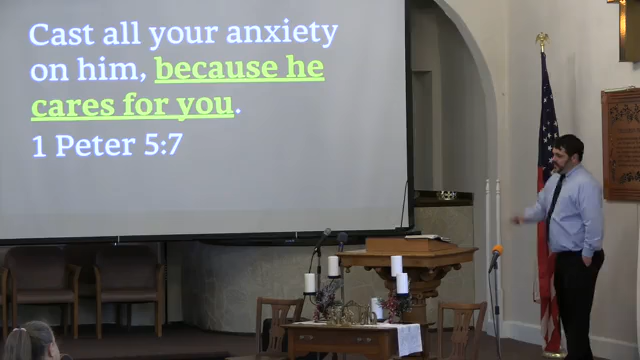 Cast all your anxiety
on him, because he
cares for you.
1 Peter 5:7